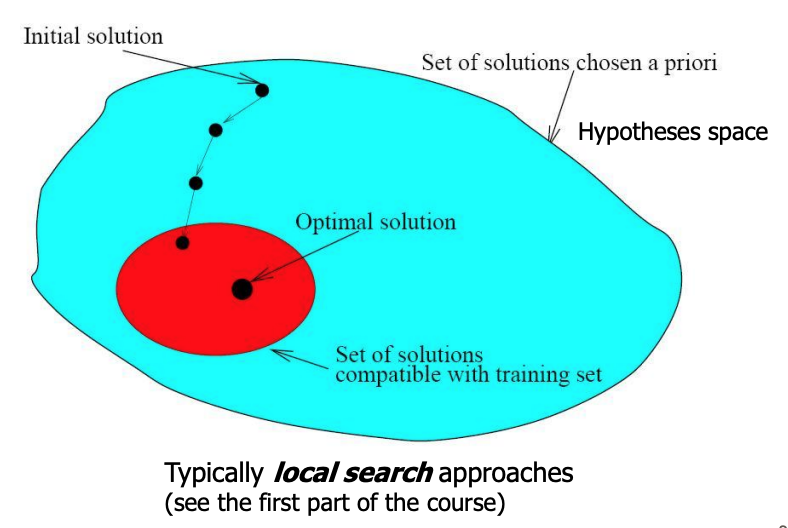 Initial solution
Set of solutions chosen a priori
Hypotheses space
Optimal solution
Set of solutions
compatible with training set
Typically local search approaches
(see the first part of the course)